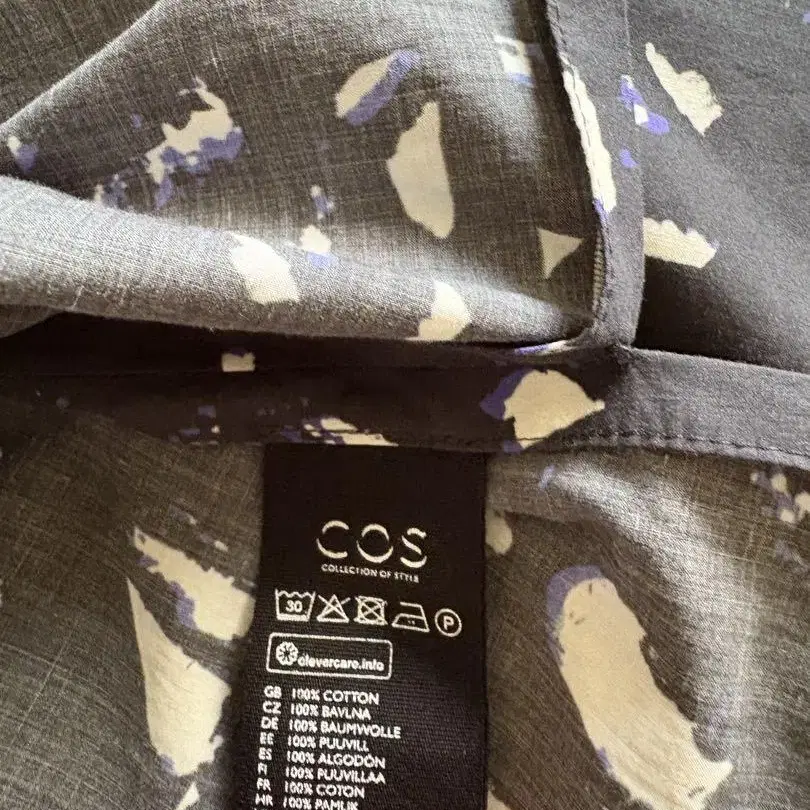 COS
COLLECTION OF STYLE
30 P
clevercare.info
GB 100% COTTON
CZ 100% BAVLNA
DE 100% BAUMWOLLE
EE 100% PUUVILL
ES 100% ALGODÓN
FI 100% PUUVILLAA
FR 100% COTON
HR 100% PAMUK